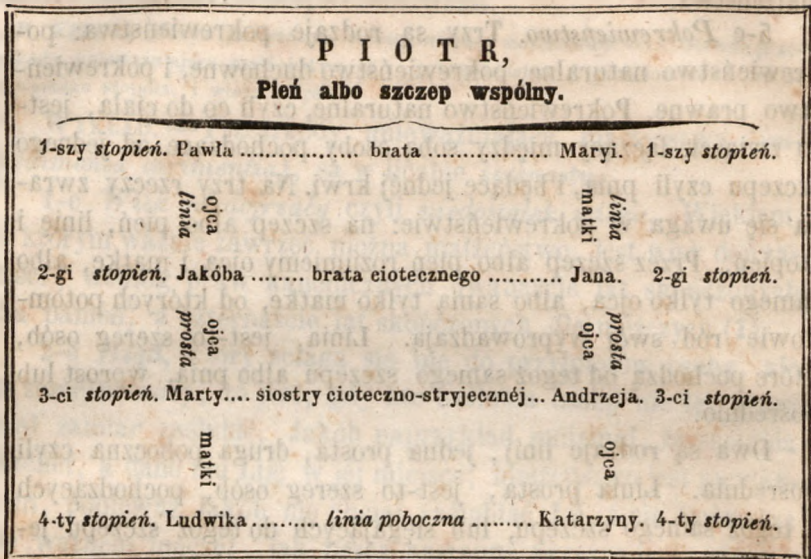 PIOTR,
Pień albo szczep wspólny.
1-szy stopień. Pawła ................ brata ................ Maryi. 1-szy stopień.
linia ojca linia matki
2-gi stopień. Jakóba ........ brata ciotecznego ........... Jana. 2-gi stopień.
prosta ojca prosta ojca
3-ci stopień. Marty.... siostry cioteczno-stryjecznéj... Andrzeja. 3-ci stopień.
matki ojca
4-ty stopień. Ludwika .......... linia poboczna ......... Katarzyny. 4-ty stopień.